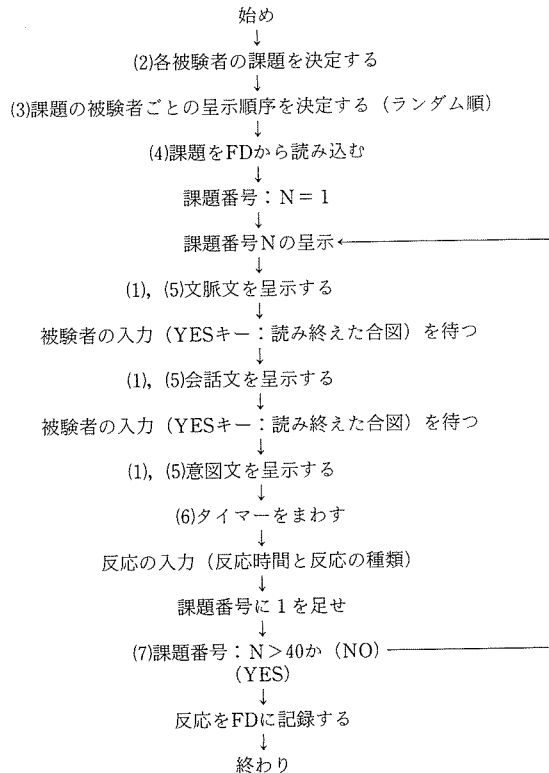 始め
↓
(2)各被験者の課題を決定する
↓
(3)課題の被験者ごとの呈示順序を決定する（ランダム順）
↓
(4)課題をFDから読み込む
↓
課題番号：N＝1
↓
課題番号Nの呈示←
↓
(1)，(5)文脈文を呈示する
↓
被験者の入力（YESキー：読み終えた合図）を待つ
↓
(1)，(5)会話文を呈示する
↓
被験者の入力（YESキー：読み終えた合図）を待つ
↓
(1)，(5)意図文を呈示する
↓
(6)タイマーをまわす
↓
反応の入力（反応時間と反応の種類）
↓
課題番号に1を足せ
↓
(7)課題番号：N＞40か（NO）
(YES)
↓
反応をFDに記録する
↓
終わり